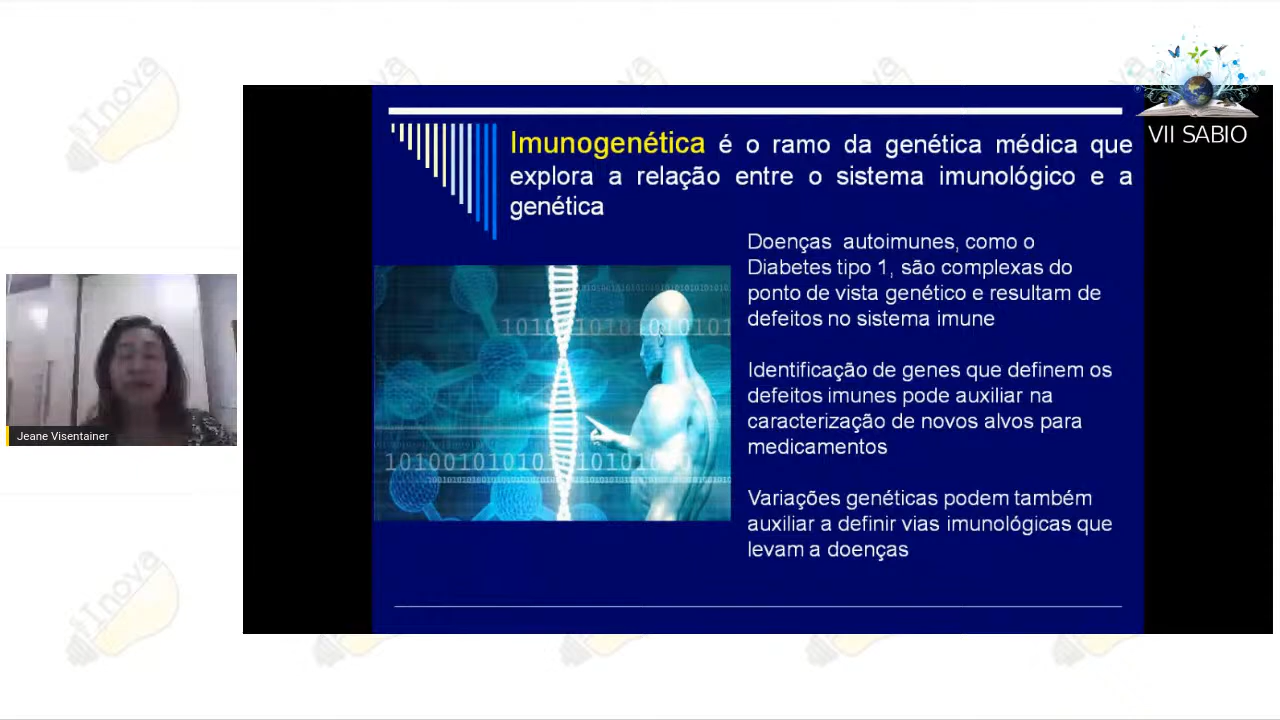 VII SABIO
Imunogenética é o ramo da genética médica que
explora a relação entre o sistema imunológico e a
genética
Doenças autoimunes, como o
Diabetes tipo 1, são complexas do
ponto de vista genético e resultam de
defeitos no sistema imune
Identificação de genes que definem os
defeitos imunes pode auxiliar na
caracterização de novos alvos para
medicamentos
Variações genéticas podem também
auxiliar a definir vias imunológicas que
levam a doenças
Jeane Visentainer
#Inova
#Inova